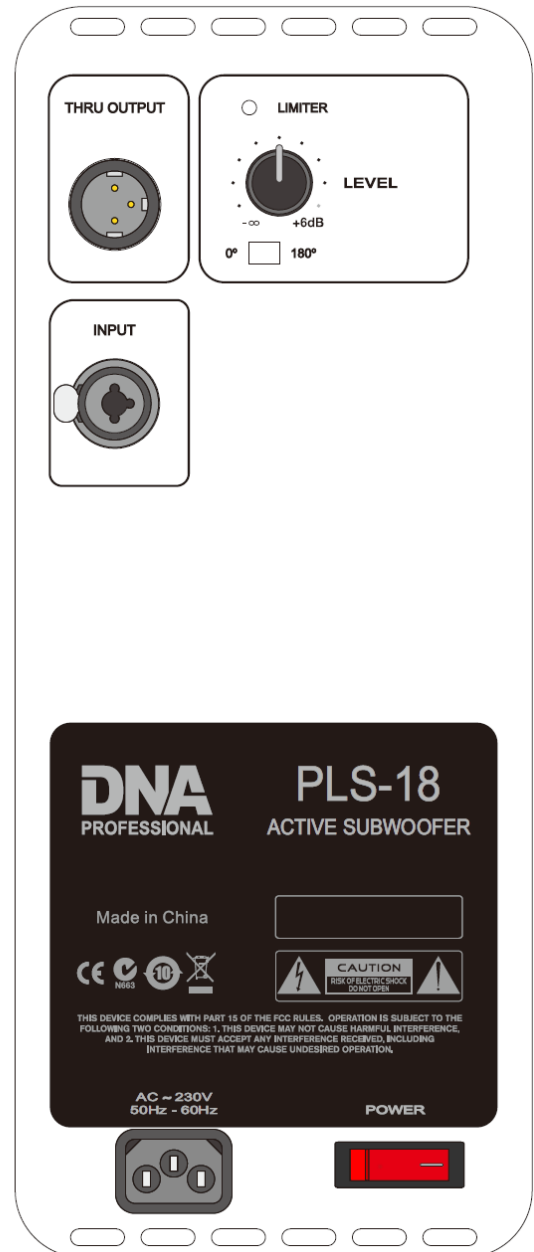 THRU OUTPUT
LIMITER
LEVEL
-∞ +6dB
0° 180°
INPUT
DNA
PROFESSIONAL
PLS-18
ACTIVE SUBWOOFER
Made in China
CE N663 10
CAUTION
RISK OF ELECTRIC SHOCK
DO NOT OPEN
THIS DEVICE COMPLIES WITH PART 15 OF THE FCC RULES. OPERATION IS SUBJECT TO THE
FOLLOWING TWO CONDITIONS: 1. THIS DEVICE MAY NOT CAUSE HARMFUL INTERFERENCE,
AND 2. THIS DEVICE MUST ACCEPT ANY INTERFERENCE RECEIVED, INCLUDING
INTERFERENCE THAT MAY CAUSE UNDESIRED OPERATION.
AC ~ 230V
50Hz - 60Hz
POWER